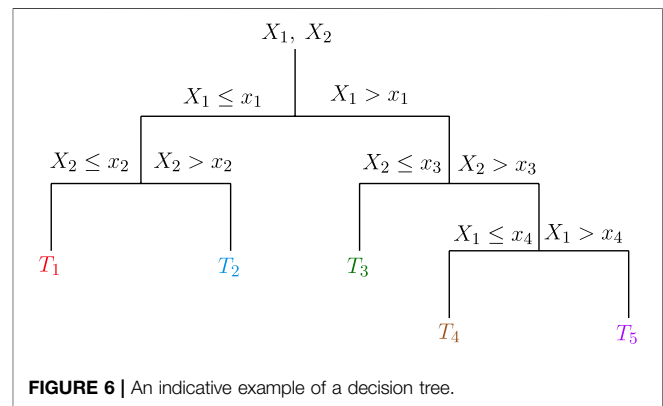 X₁, X₂
X₁ ≤ x₁ X₁ > x₁
X₂ ≤ x₂ X₂ > x₂ X₂ ≤ x₃ X₂ > x₃
X₁ ≤ x₄ X₁ > x₄
T₁ T₂ T₃
T₄ T₅
FIGURE 6 | An indicative example of a decision tree.